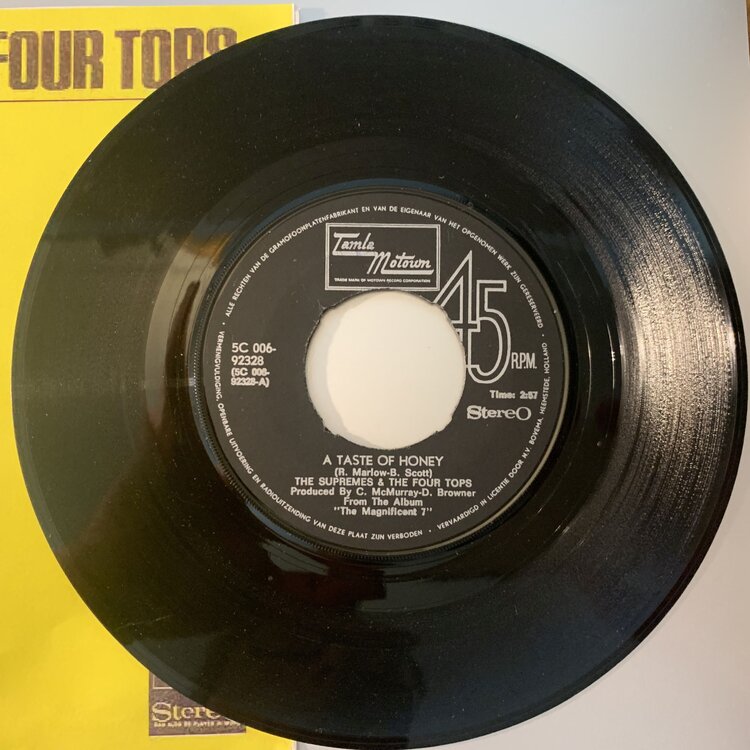 FOUR TOPS
ALLE RECHTEN VAN DE GRAMOFOONPLATENFABRIKANT EN VAN DE EIGENAAR VAN HET OPGENOMEN WERK ZIJN GERESERVEERD
Tamla
Motown
TRADE MARK OF MOTOWN RECORD CORPORATION
45
R.P.M.
5C 006-
92328
(5C 006-
92328-A)
Time: 2:57
Stereo
A TASTE OF HONEY
(R. Marlow-B. Scott)
THE SUPREMES & THE FOUR TOPS
Produced By C. McMurray-D. Browner
From The Album
"The Magnificent 7"
VERMENIGVULDIGING, OPENBARE UITVOERING EN RADIOUITZENDING VAN DEZE PLAAT ZIJN VERBODEN • VERVAARDIGD IN LICENTIE DOOR N.V. BOVEMA, HEEMSTEDE, HOLLAND •
Stereo